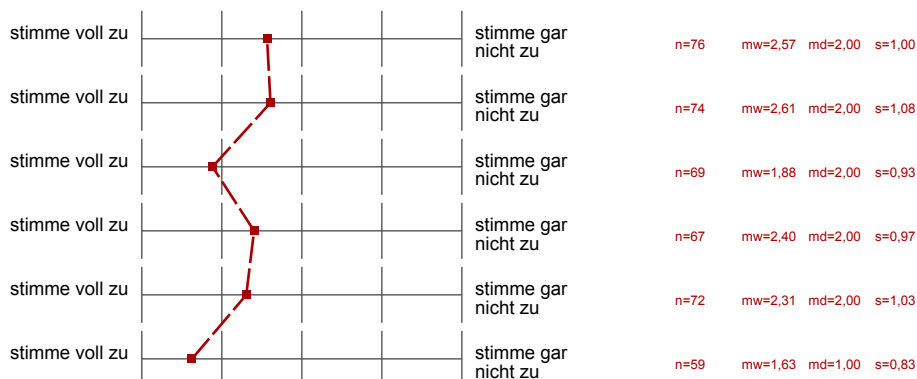 stimme voll zu stimme gar nicht zu n=76 mw=2,57 md=2,00 s=1,00
stimme voll zu stimme gar nicht zu n=74 mw=2,61 md=2,00 s=1,08
stimme voll zu stimme gar nicht zu n=69 mw=1,88 md=2,00 s=0,93
stimme voll zu stimme gar nicht zu n=67 mw=2,40 md=2,00 s=0,97
stimme voll zu stimme gar nicht zu n=72 mw=2,31 md=2,00 s=1,03
stimme voll zu stimme gar nicht zu n=59 mw=1,63 md=1,00 s=0,83